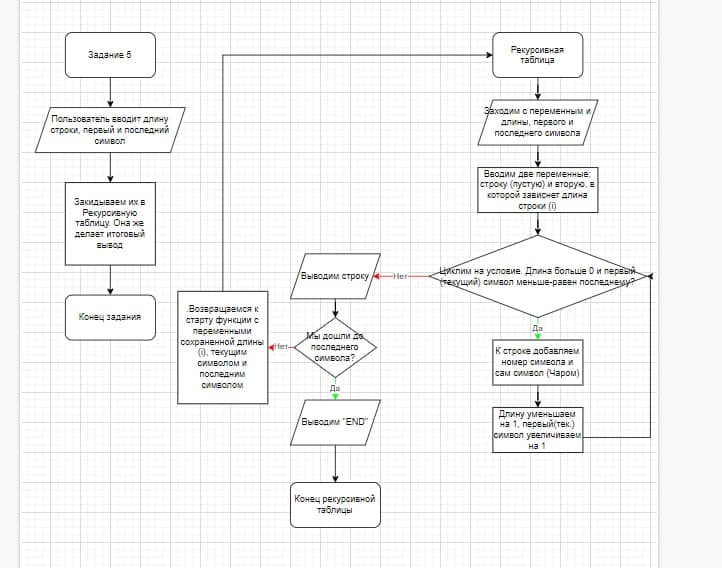 Задание 5
Пользователь вводит длину
строки, первый и последний
символ
Закидываем их в
Рекурсивную
таблицу. Она же
делает итоговый
вывод
Конец задания
Рекурсивная
таблица
Заходим с переменным и
длины, первого и
последнего символа
Вводим две переменные:
строку (пустую) и вторую, в
которой зависнет длина
строки (i)
Циклим на условие. Длина больше 0 и первый
(текущий) символ меньше-равен последнему?
Нет
Да
К строке добавляем
номер символа и
сам символ (Чаром)
Длину уменьшаем
на 1, первый(тек.)
символ увеличиваем
на 1
Выводим строку
Мы дошли до
последнего
символа?
Нет
Да
.Возвращаемся к
старту функции с
переменными
сохраненной длины
(i), текущим
символом и
последним
символом
Выводим "END"
Конец рекурсивной
таблицы